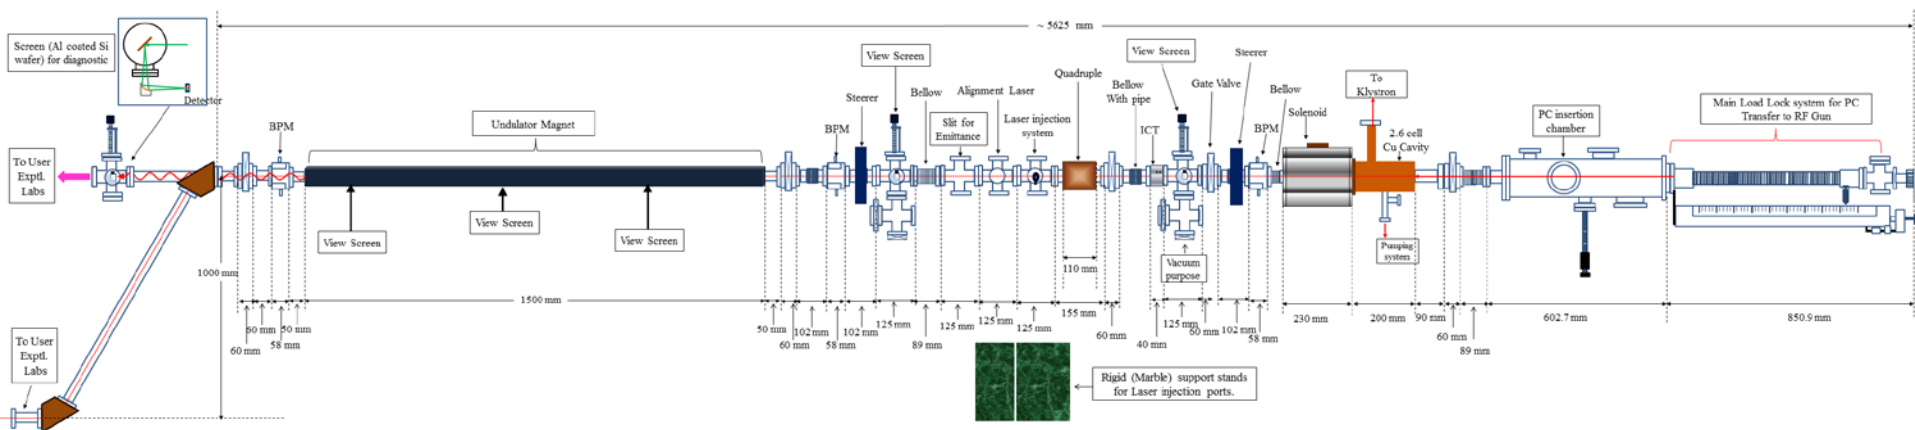 ~ 5625 mm
Screen (Al coated Si
wafer) for diagnostic
Detector
View Screen
View Screen
Steerer
To
Klystron
Main Load Lock system for PC
Transfer to RF Gun
Quadruple
Bellow
With pipe
Gate Valve
Bellow
Alignment Laser
Steerer
Bellow
Solenoid
PC insertion
chamber
BPM
Undulator Magnet
BPM
Slit for
Emittance
Laser injection
system
ICT
BPM
2.6 cell
Cu Cavity
To User
Exptl.
Labs
View Screen
View Screen
View Screen
Pumping
system
Vacuum
purpose
1000 mm
110 mm
1500 mm
60 mm
50 mm
60 mm
58 mm
50 mm
60 mm
102 mm
58 mm
102 mm
125 mm
89 mm
125 mm
125 mm
125 mm
155 mm
60 mm
40 mm
125 mm
60 mm
102 mm
58 mm
230 mm
200 mm
90 mm
60 mm
89 mm
602.7 mm
850.9 mm
To User
Exptl.
Labs
Rigid (Marble) support stands
for Laser injection ports.